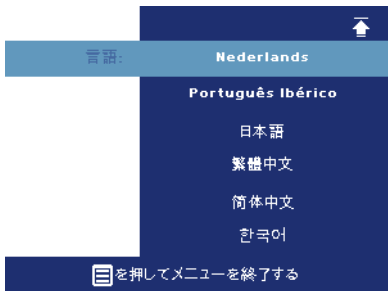 言語: Nederlands
Português Ibérico
日本語
繁體中文
简体中文
한국어
を押してメニューを終了する